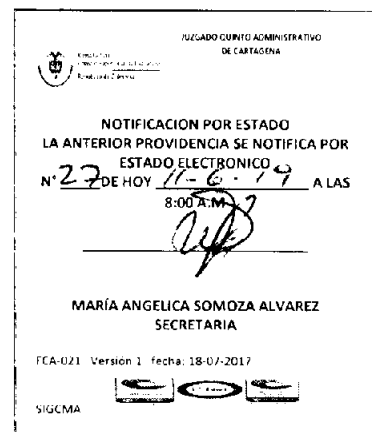 JUZGADO QUINTO ADMINISTRATIVO
DE CARTAGENA
NOTIFICACION POR ESTADO
LA ANTERIOR PROVIDENCIA SE NOTIFICA POR
ESTADO ELECTRONICO
N° 27 DE HOY 11-6-19 A LAS
8:00 A.M
MARÍA ANGELICA SOMOZA ALVAREZ
SECRETARIA
FCA-021 Versión 1 fecha: 18-07-2017
SIGCMA